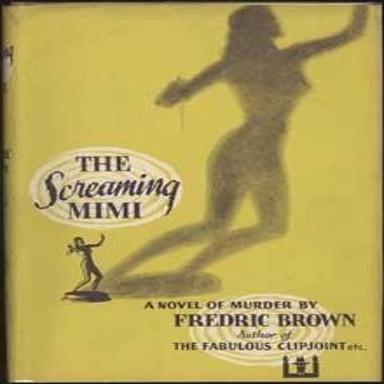 THE
Screaming
MIMI
A NOVEL OF MURDER BY
FREDRIC BROWN
Author of
THE FABULOUS CLIPJOINT etc.